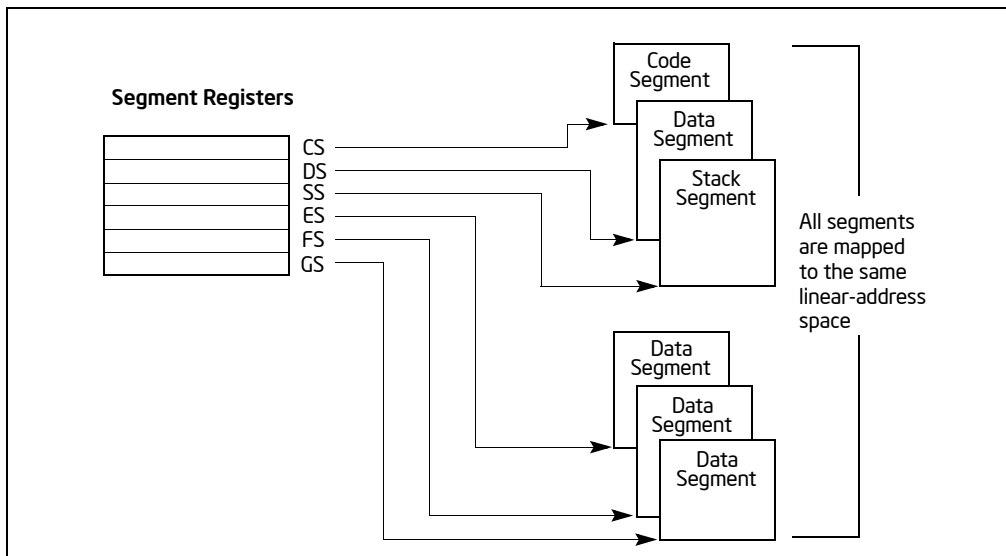 Segment Registers
CS
DS
SS
ES
FS
GS
Code
Segment
Data
Segment
Stack
Segment
Data
Segment
Data
Segment
Data
Segment
All segments
are mapped
to the same
linear-address
space